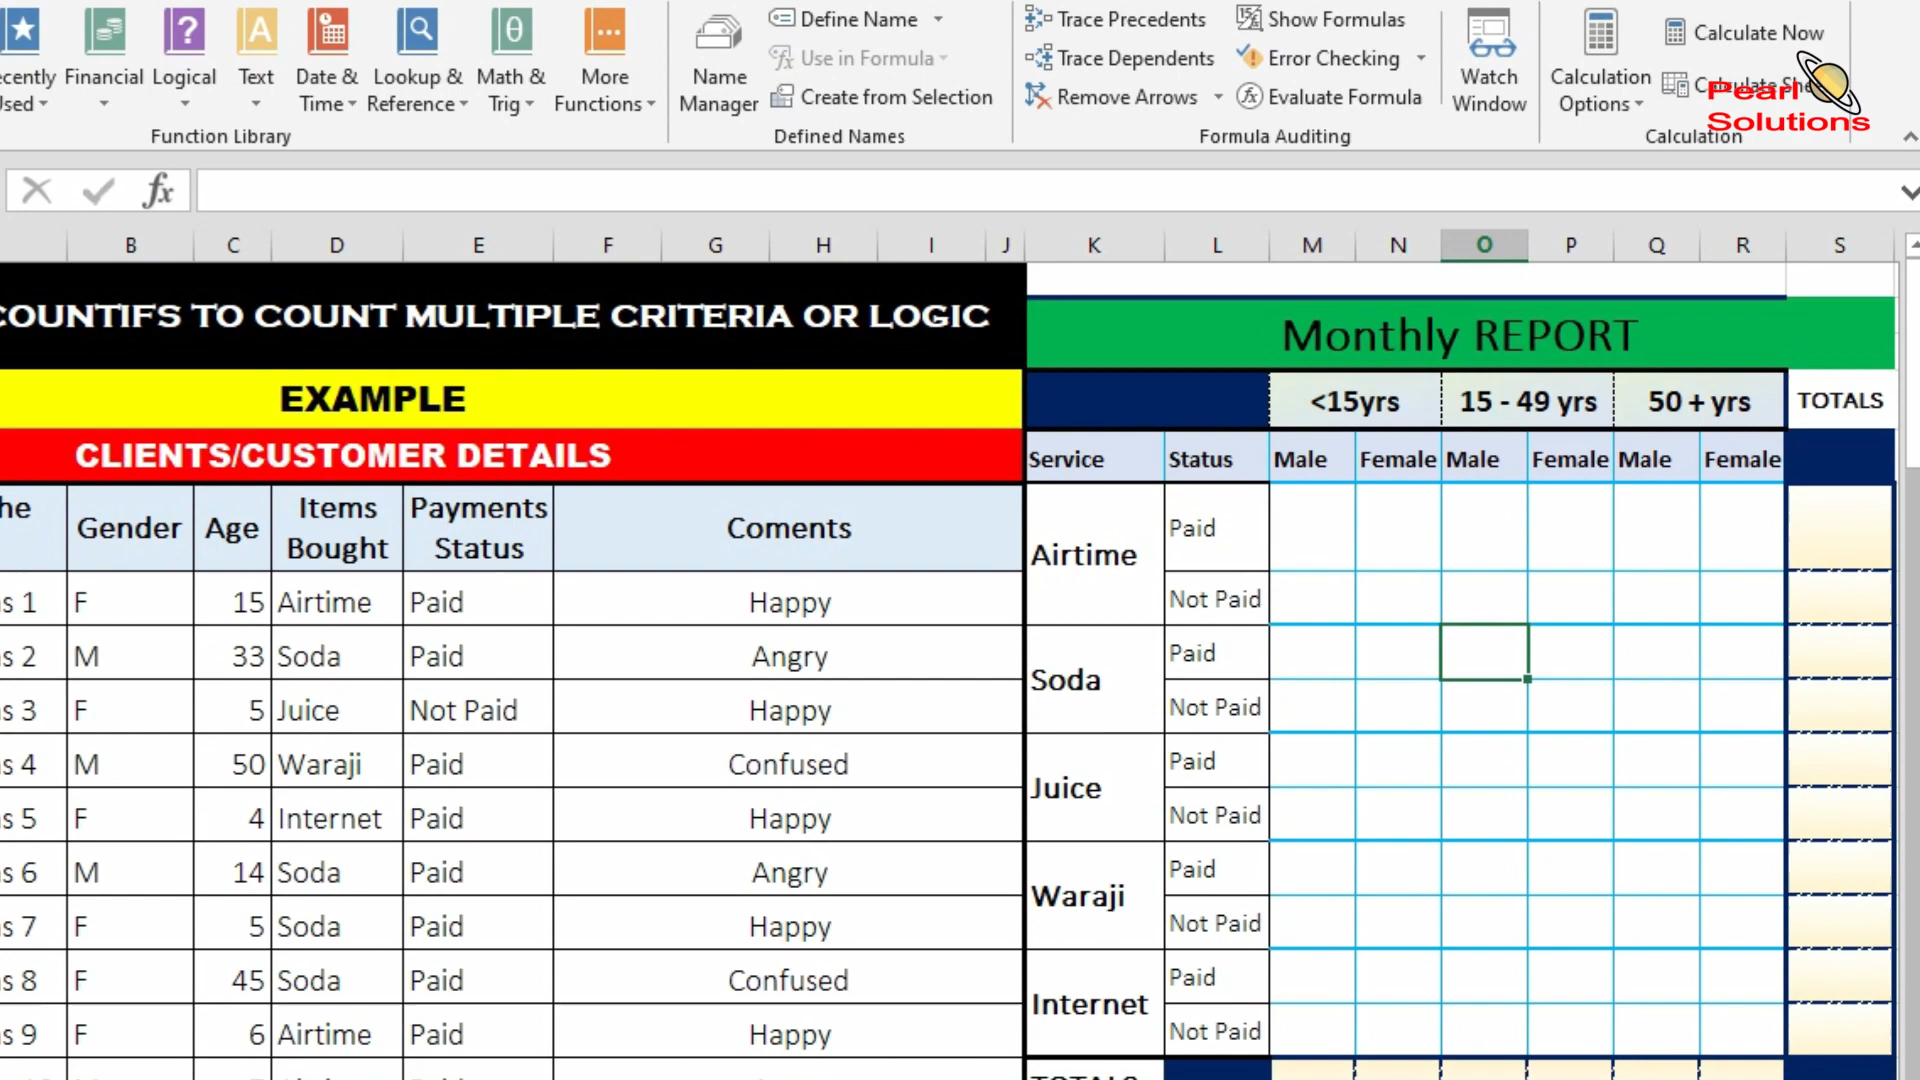 Define Name
Trace Precedents
Show Formulas
Calculate Now
Use in Formula
Trace Dependents
Error Checking
Financial
Logical
Text
Date &
Time
Lookup &
Reference
Math &
Trig
More
Functions
Name
Manager
Create from Selection
Remove Arrows
Evaluate Formula
Watch
Window
Calculation
Options
Pearl
Solutions
Function Library
Defined Names
Formula Auditing
Calculation
fx
B C D E F G H I J K L M N O P Q R S
COUNTIFS TO COUNT MULTIPLE CRITERIA OR LOGIC
Monthly REPORT
EXAMPLE
<15yrs 15 - 49 yrs 50 + yrs TOTALS
CLIENTS/CUSTOMER DETAILS
Service Status Male Female Male Female Male Female
Gender Age Items Bought Payments Status Coments
Airtime Paid
1 F 15 Airtime Paid Happy
Not Paid
2 M 33 Soda Paid Angry
Soda Paid
3 F 5 Juice Not Paid Happy
Not Paid
4 M 50 Waraji Paid Confused
Juice Paid
5 F 4 Internet Paid Happy
Not Paid
6 M 14 Soda Paid Angry
Waraji Paid
7 F 5 Soda Paid Happy
Not Paid
8 F 45 Soda Paid Confused
Internet Paid
9 F 6 Airtime Paid Happy
Not Paid